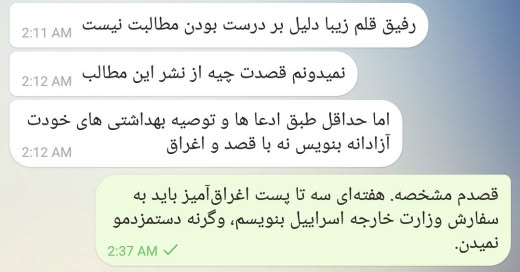 رفیق قلم زیبا دلیل بر درست بودن مطالبت نیست
2:11 AM
نمیدونم قصدت چیه از نشر این مطالب
2:12 AM
اما حداقل طبق ادعا ها و توصیه بهداشتی های خودت
آزادانه بنویس نه با قصد و اغراق
2:12 AM
قصدم مشخصه. هفته‌ای سه تا پست اغراق‌آمیز باید به
سفارش وزارت خارجه اسراییل بنویسم، وگرنه دستمزدمو
نمیدن.
2:37 AM